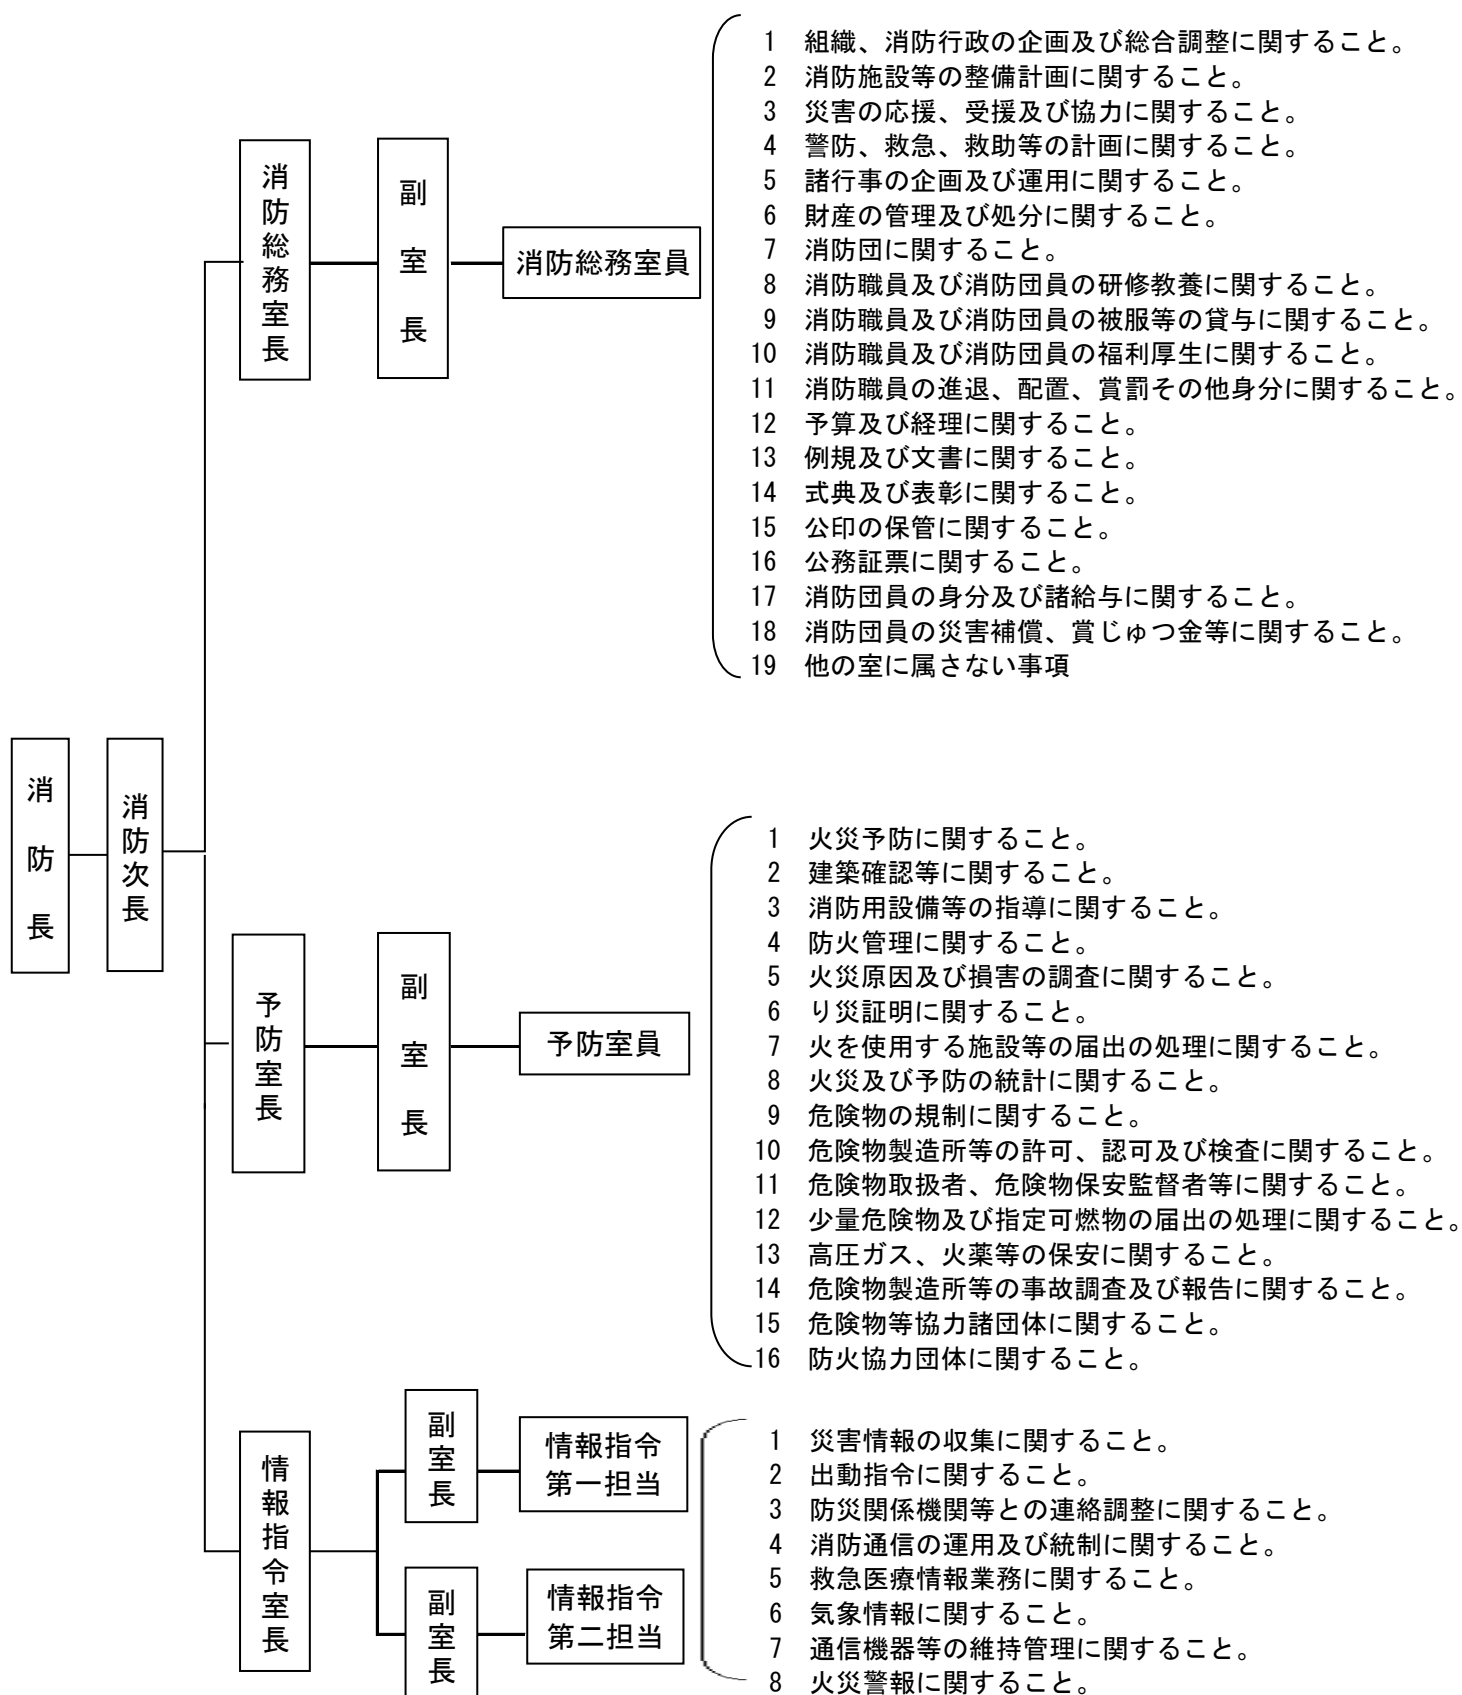 消防長
消防次長
消防総務室長
副室長
消防総務室員
1 組織、消防行政の企画及び総合調整に関すること。
2 消防施設等の整備計画に関すること。
3 災害の応援、受援及び協力に関すること。
4 警防、救急、救助等の計画に関すること。
5 諸行事の企画及び運用に関すること。
6 財産の管理及び処分に関すること。
7 消防団に関すること。
8 消防職員及び消防団員の研修教養に関すること。
9 消防職員及び消防団員の被服等の貸与に関すること。
10 消防職員及び消防団員の福利厚生に関すること。
11 消防職員の進退、配置、賞罰その他身分に関すること。
12 予算及び経理に関すること。
13 例規及び文書に関すること。
14 式典及び表彰に関すること。
15 公印の保管に関すること。
16 公務証票に関すること。
17 消防団員の身分及び諸給与に関すること。
18 消防団員の災害補償、賞じゅつ金等に関すること。
19 他の室に属さない事項
予防室長
副室長
予防室員
1 火災予防に関すること。
2 建築確認等に関すること。
3 消防用設備等の指導に関すること。
4 防火管理に関すること。
5 火災原因及び損害の調査に関すること。
6 り災証明に関すること。
7 火を使用する施設等の届出の処理に関すること。
8 火災及び予防の統計に関すること。
9 危険物の規制に関すること。
10 危険物製造所等の許可、認可及び検査に関すること。
11 危険物取扱者、危険物保安監督者等に関すること。
12 少量危険物及び指定可燃物の届出の処理に関すること。
13 高圧ガス、火薬等の保安に関すること。
14 危険物製造所等の事故調査及び報告に関すること。
15 危険物等協力諸団体に関すること。
16 防火協力団体に関すること。
情報指令室長
副室長
情報指令
第一担当
副室長
情報指令
第二担当
1 災害情報の収集に関すること。
2 出動指令に関すること。
3 防災関係機関等との連絡調整に関すること。
4 消防通信の運用及び統制に関すること。
5 救急医療情報業務に関すること。
6 気象情報に関すること。
7 通信機器等の維持管理に関すること。
8 火災警報に関すること。